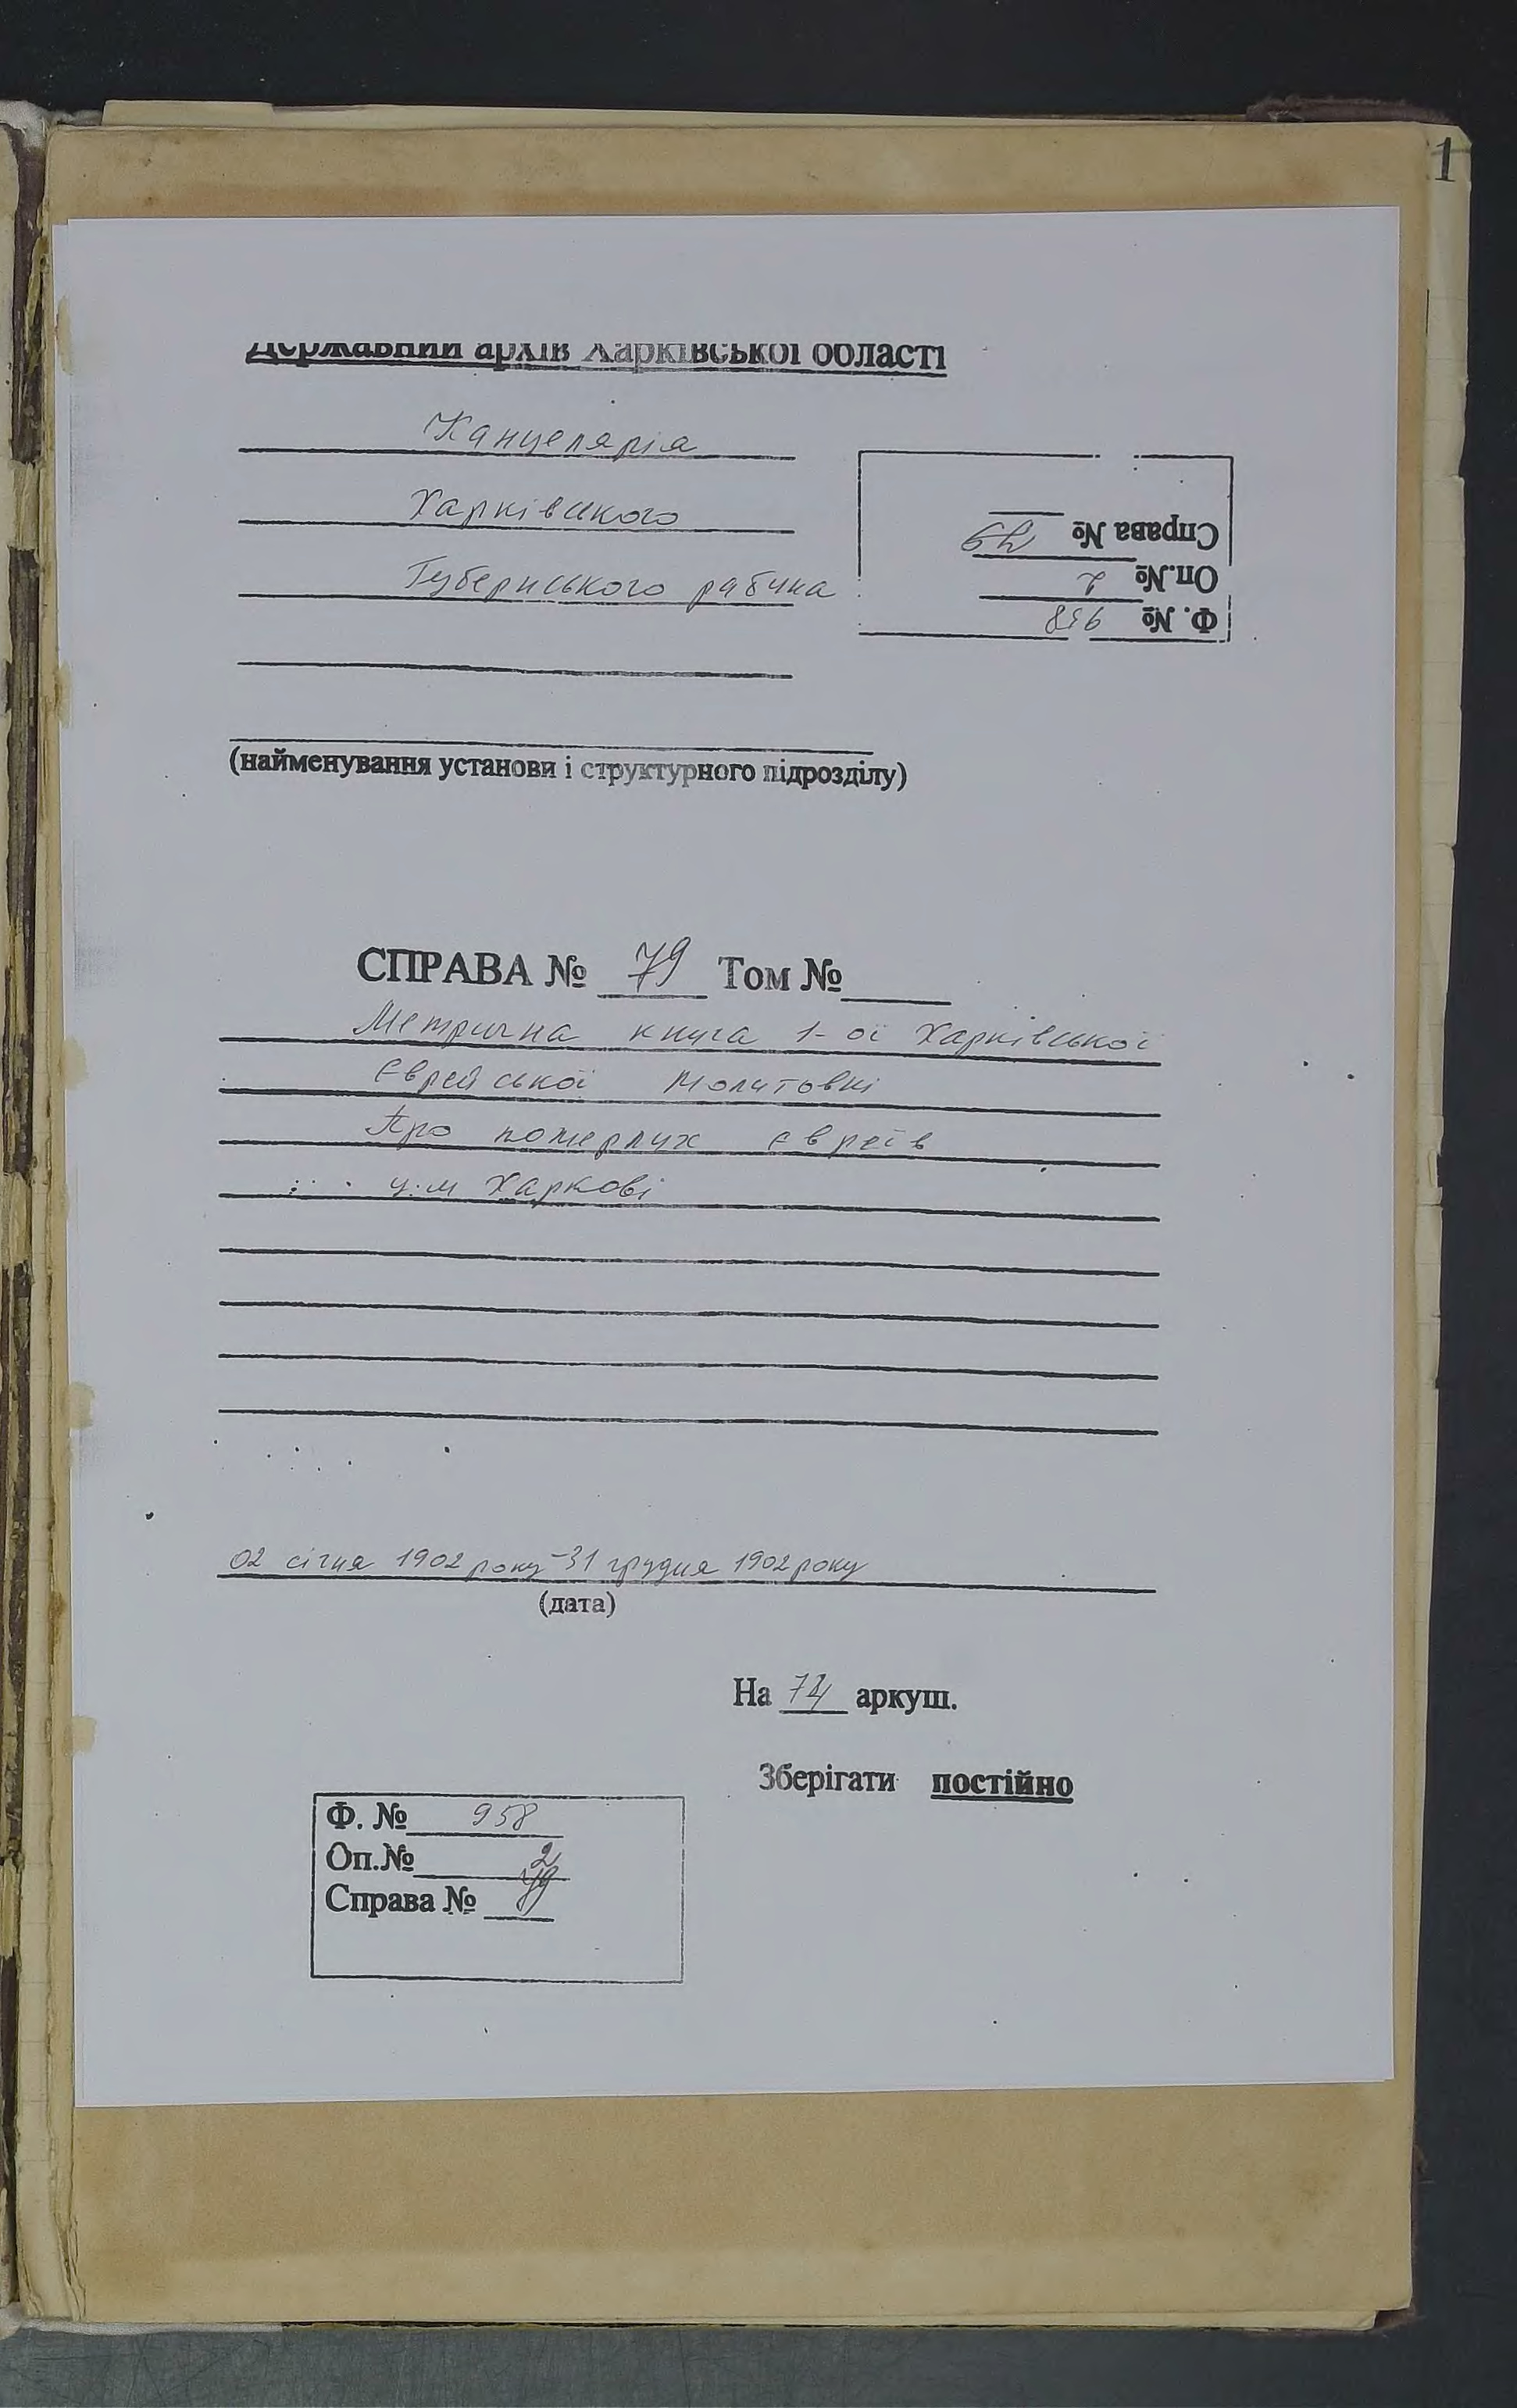 1
Державний архів Харківської області
Канцелярія
Харківського
Губернського рабина
Справа № 79
Оп.№ 2
Ф. № 958
(найменування установи і структурного підрозділу)
СПРАВА № 79 Том №
Метрична книга 1-ої Харківської
Єврейської молитовні
Про померлих євреїв
у м Харкові
02 січня 1902 року - 31 грудня 1902 року
(дата)
На аркуш.
Зберігати постійно
Ф. № 958
Оп.№ 2
Справа № 79